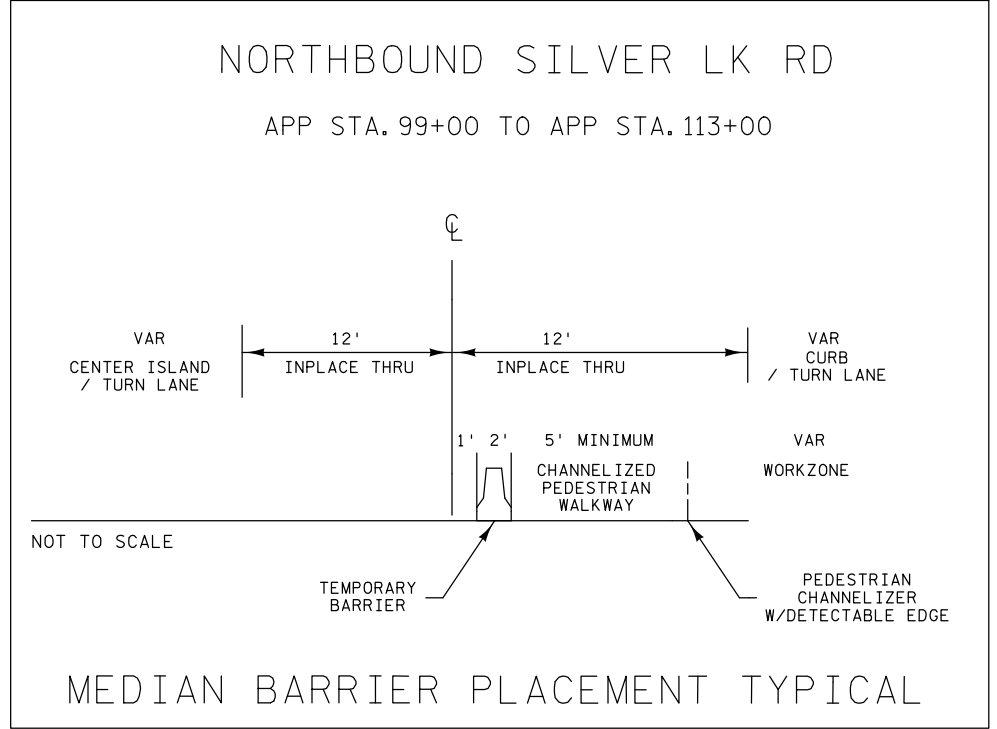 NORTHBOUND SILVER LK RD
APP STA. 99+00 TO APP STA. 113+00
℄
VAR
CENTER ISLAND
/ TURN LANE
12'
INPLACE THRU
12'
INPLACE THRU
VAR
CURB
/ TURN LANE
1' 2' 5' MINIMUM
CHANNELIZED
PEDESTRIAN
WALKWAY
VAR
WORKZONE
NOT TO SCALE
TEMPORARY
BARRIER
PEDESTRIAN
CHANNELIZER
W/DETECTABLE EDGE
MEDIAN BARRIER PLACEMENT TYPICAL